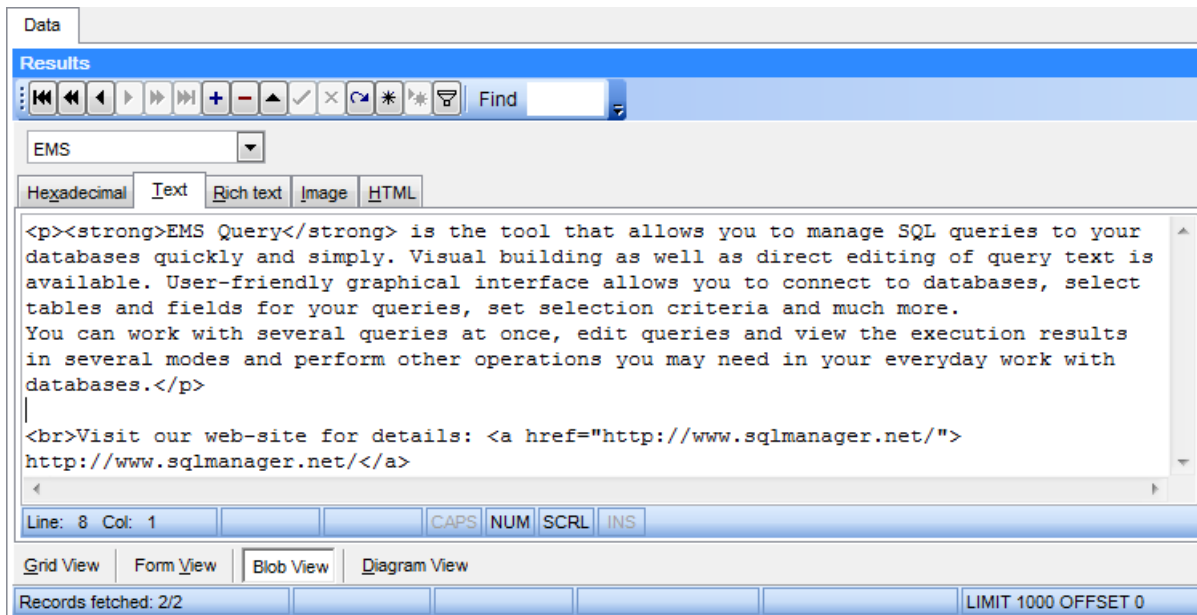 Data
Results
Find
EMS
Hexadecimal Text Rich text Image HTML
<p><strong>EMS Query</strong> is the tool that allows you to manage SQL queries to your
databases quickly and simply. Visual building as well as direct editing of query text is
available. User-friendly graphical interface allows you to connect to databases, select
tables and fields for your queries, set selection criteria and much more.
You can work with several queries at once, edit queries and view the execution results
in several modes and perform other operations you may need in your everyday work with
databases.</p>
<br>Visit our web-site for details: <a href="http://www.sqlmanager.net/">
http://www.sqlmanager.net/</a>
Line: 8 Col: 1 CAPS NUM SCRL INS
Grid View Form View Blob View Diagram View
Records fetched: 2/2 LIMIT 1000 OFFSET 0